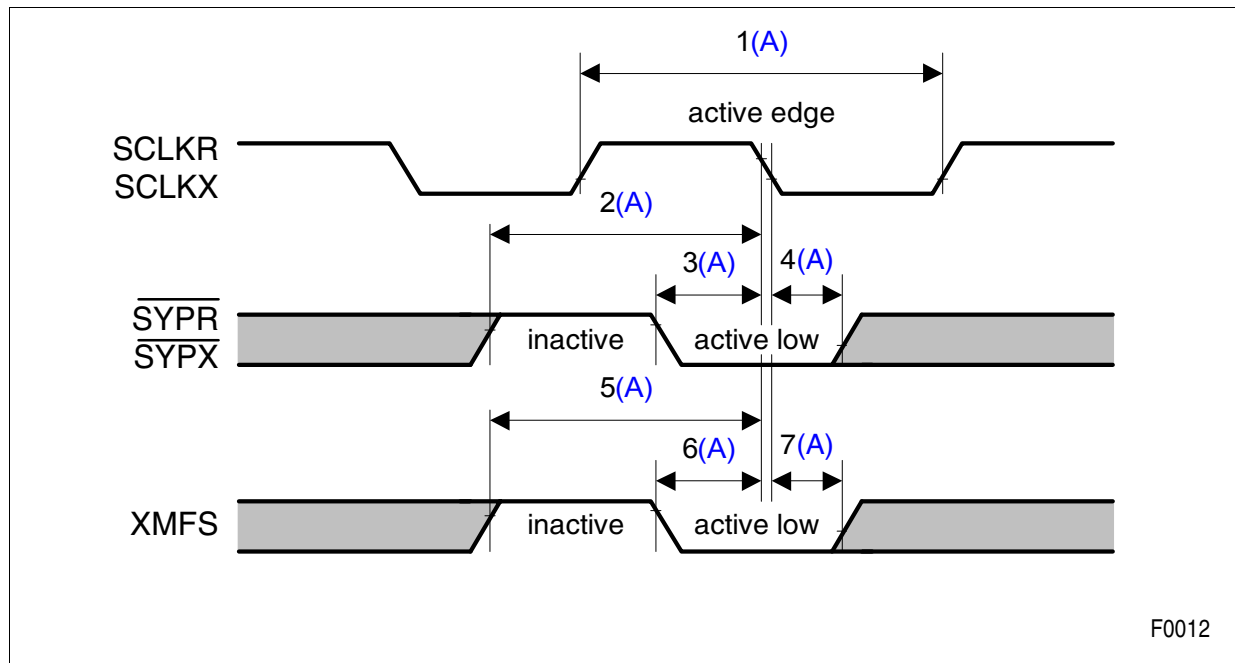 1(A)
active edge
SCLKR
SCLKX
2(A)
3(A) 4(A)
SYPR
SYPX
inactive active low
5(A)
6(A) 7(A)
XMFS
inactive active low
F0012